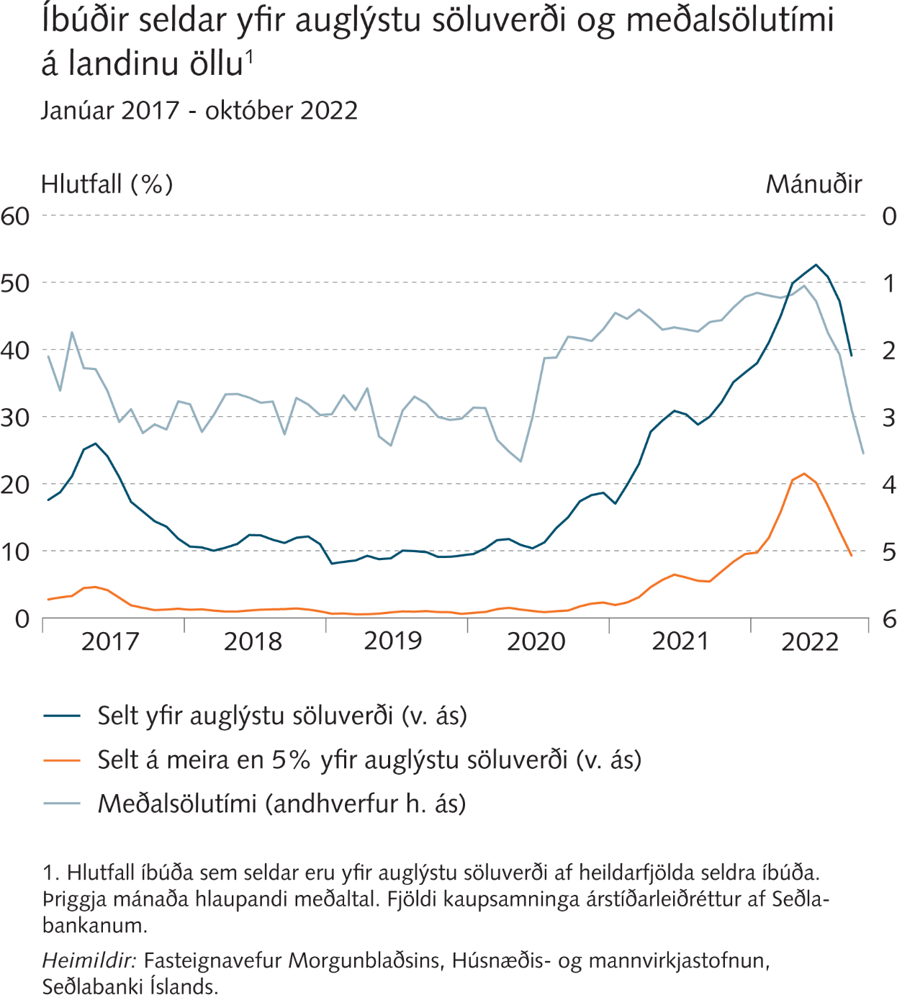 Íbúðir seldar yfir auglýstu söluverði og meðalsölutími
á landinu öllu¹
Janúar 2017 - október 2022
Hlutfall (%) Mánuðir
60 0
50 1
40 2
30 3
20 4
10 5
0 6
2017 2018 2019 2020 2021 2022
Selt yfir auglýstu söluverði (v. ás)
Selt á meira en 5% yfir auglýstu söluverði (v. ás)
Meðalsölutími (andhverfur h. ás)
1. Hlutfall íbúða sem seldar eru yfir auglýstu söluverði af heildarfjölda seldra íbúða.
Þriggja mánaða hlaupandi meðaltal. Fjöldi kaupsamninga árstíðarleiðréttur af Seðla-
bankanum.
Heimildir: Fasteignavefur Morgunblaðsins, Húsnæðis- og mannvirkjastofnun,
Seðlabanki Íslands.